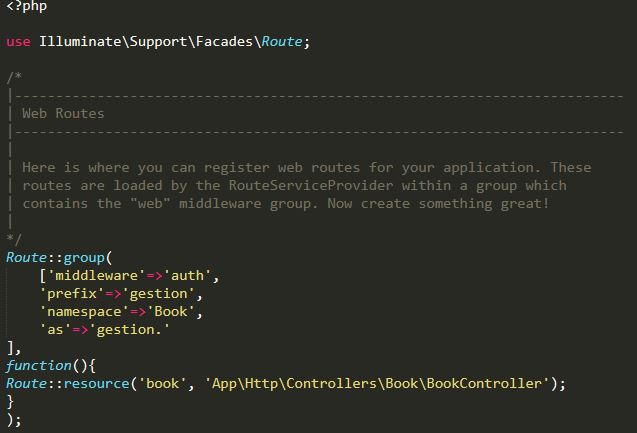 <?php
use Illuminate\Support\Facades\Route;
/*
|--------------------------------------------------------------------------
| Web Routes
|--------------------------------------------------------------------------
|
| Here is where you can register web routes for your application. These
| routes are loaded by the RouteServiceProvider within a group which
| contains the "web" middleware group. Now create something great!
|
*/
Route::group(
    ['middleware'=>'auth',
    'prefix'=>'gestion',
    'namespace'=>'Book',
    'as'=>'gestion.'
],
function(){
Route::resource('book', 'App\Http\Controllers\Book\BookController');
}
);